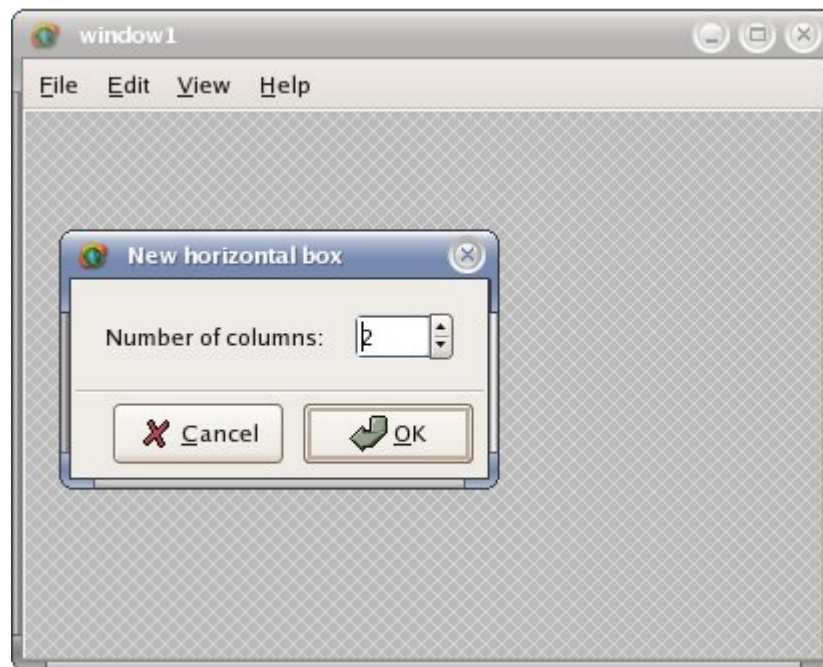 window1
File Edit View Help
New horizontal box
Number of columns: 2
Cancel OK